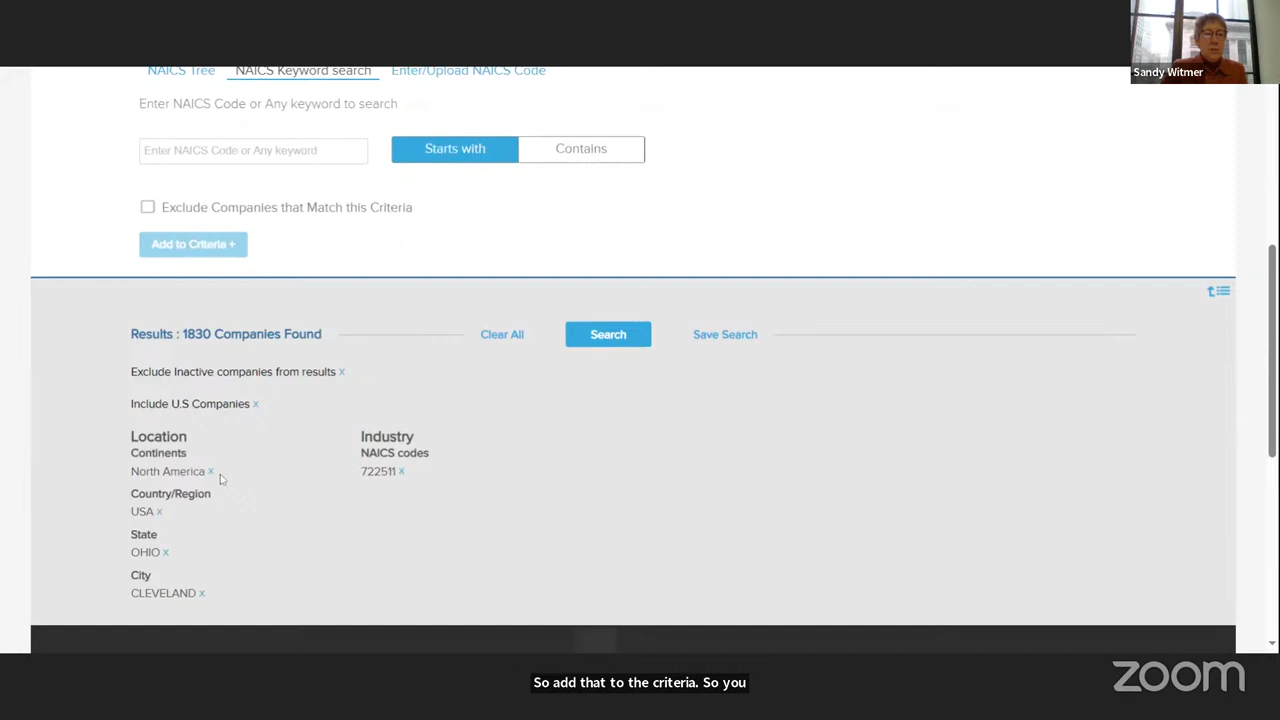 Sandy Witmer
NAICS Tree NAICS Keyword search Enter/Upload NAICS Code
Enter NAICS Code or Any keyword to search
Enter NAICS Code or Any keyword Starts with Contains
Exclude Companies that Match this Criteria
Add to Criteria +
Results : 1830 Companies Found Clear All Search Save Search
Exclude Inactive companies from results x
Include U.S Companies x
Location Industry
Continents NAICS codes
North America x 722511 x
Country/Region
USA x
State
OHIO x
City
CLEVELAND x
So add that to the criteria. So you
zoom